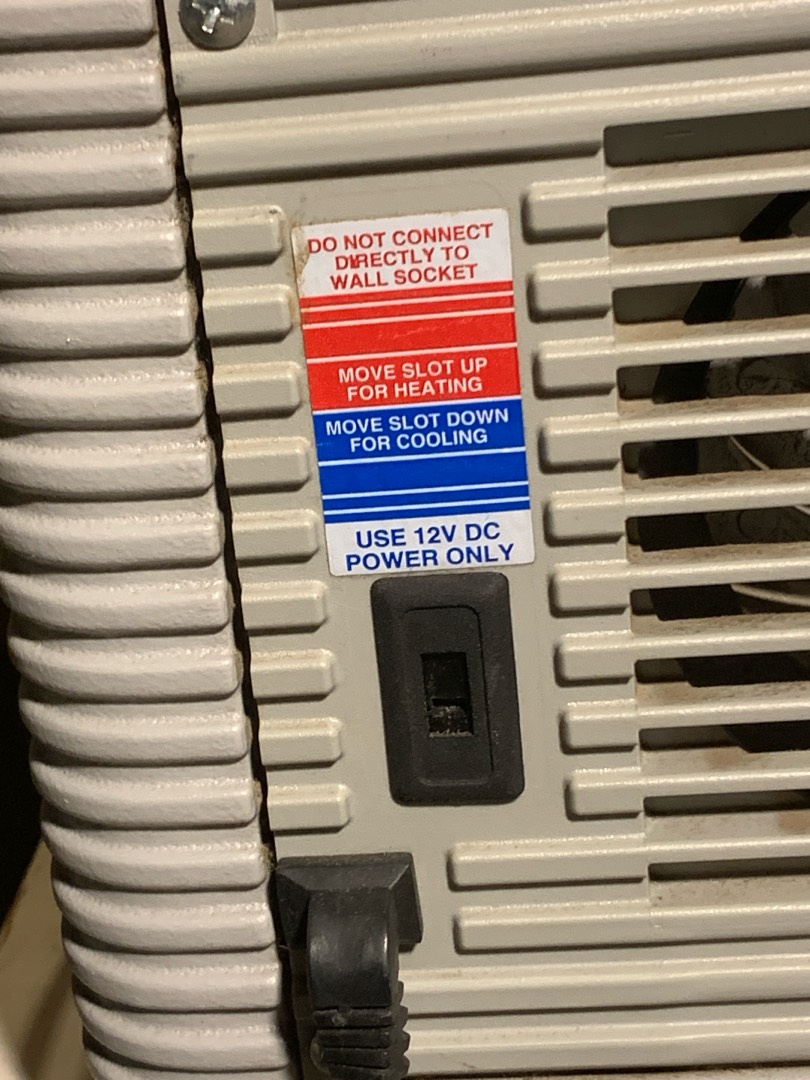 DO NOT CONNECT
DIRECTLY TO
WALL SOCKET
MOVE SLOT UP
FOR HEATING
MOVE SLOT DOWN
FOR COOLING
USE 12V DC
POWER ONLY